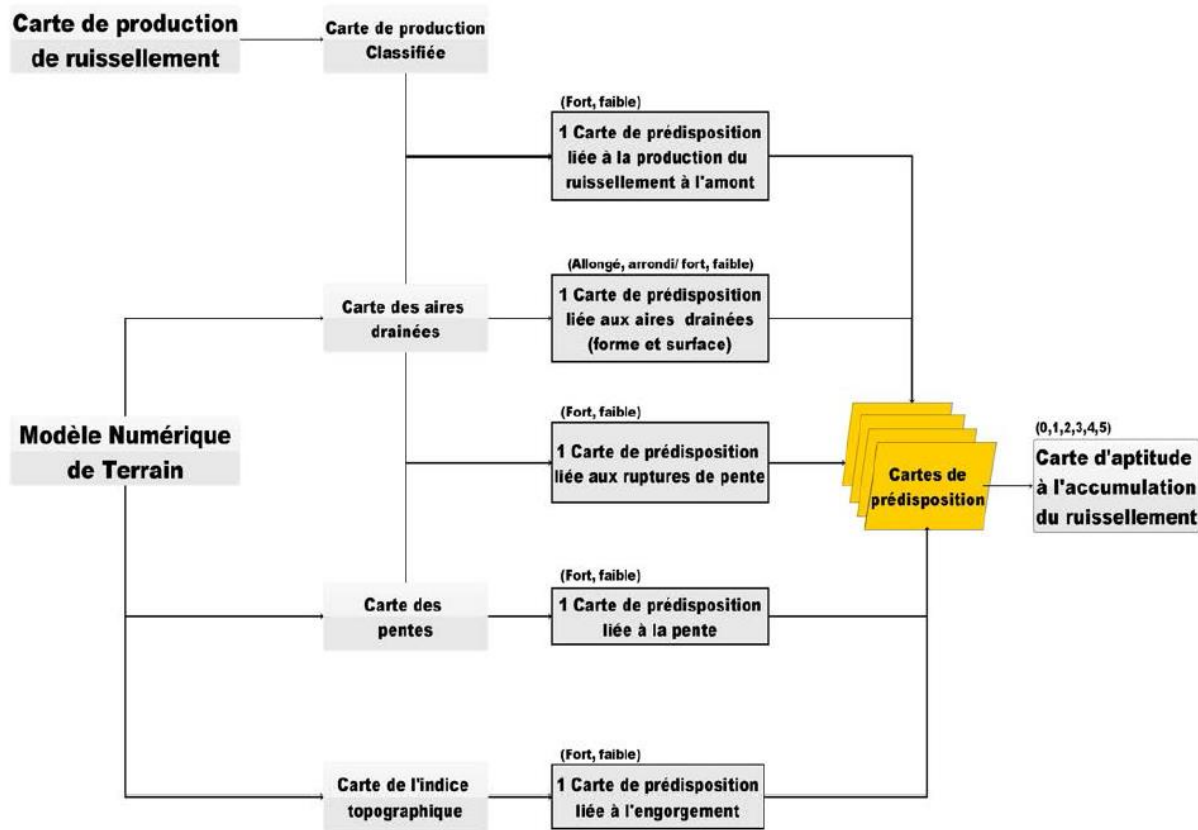 Carte de production
de ruissellement
Carte de production
Classifiée
(Fort, faible)
1 Carte de prédisposition
liée à la production du
ruissellement à l'amont
(Allongé, arrondi/ fort, faible)
Carte des aires
drainées
1 Carte de prédisposition
liée aux aires drainées
(forme et surface)
Modèle Numérique
de Terrain
(Fort, faible)
1 Carte de prédisposition
liée aux ruptures de pente
Cartes de
prédisposition
(0,1,2,3,4,5)
Carte d'aptitude
à l'accumulation
du ruissellement
Carte des
pentes
(Fort, faible)
1 Carte de prédisposition
liée à la pente
Carte de l'indice
topographique
(Fort, faible)
1 Carte de prédisposition
liée à l'engorgement